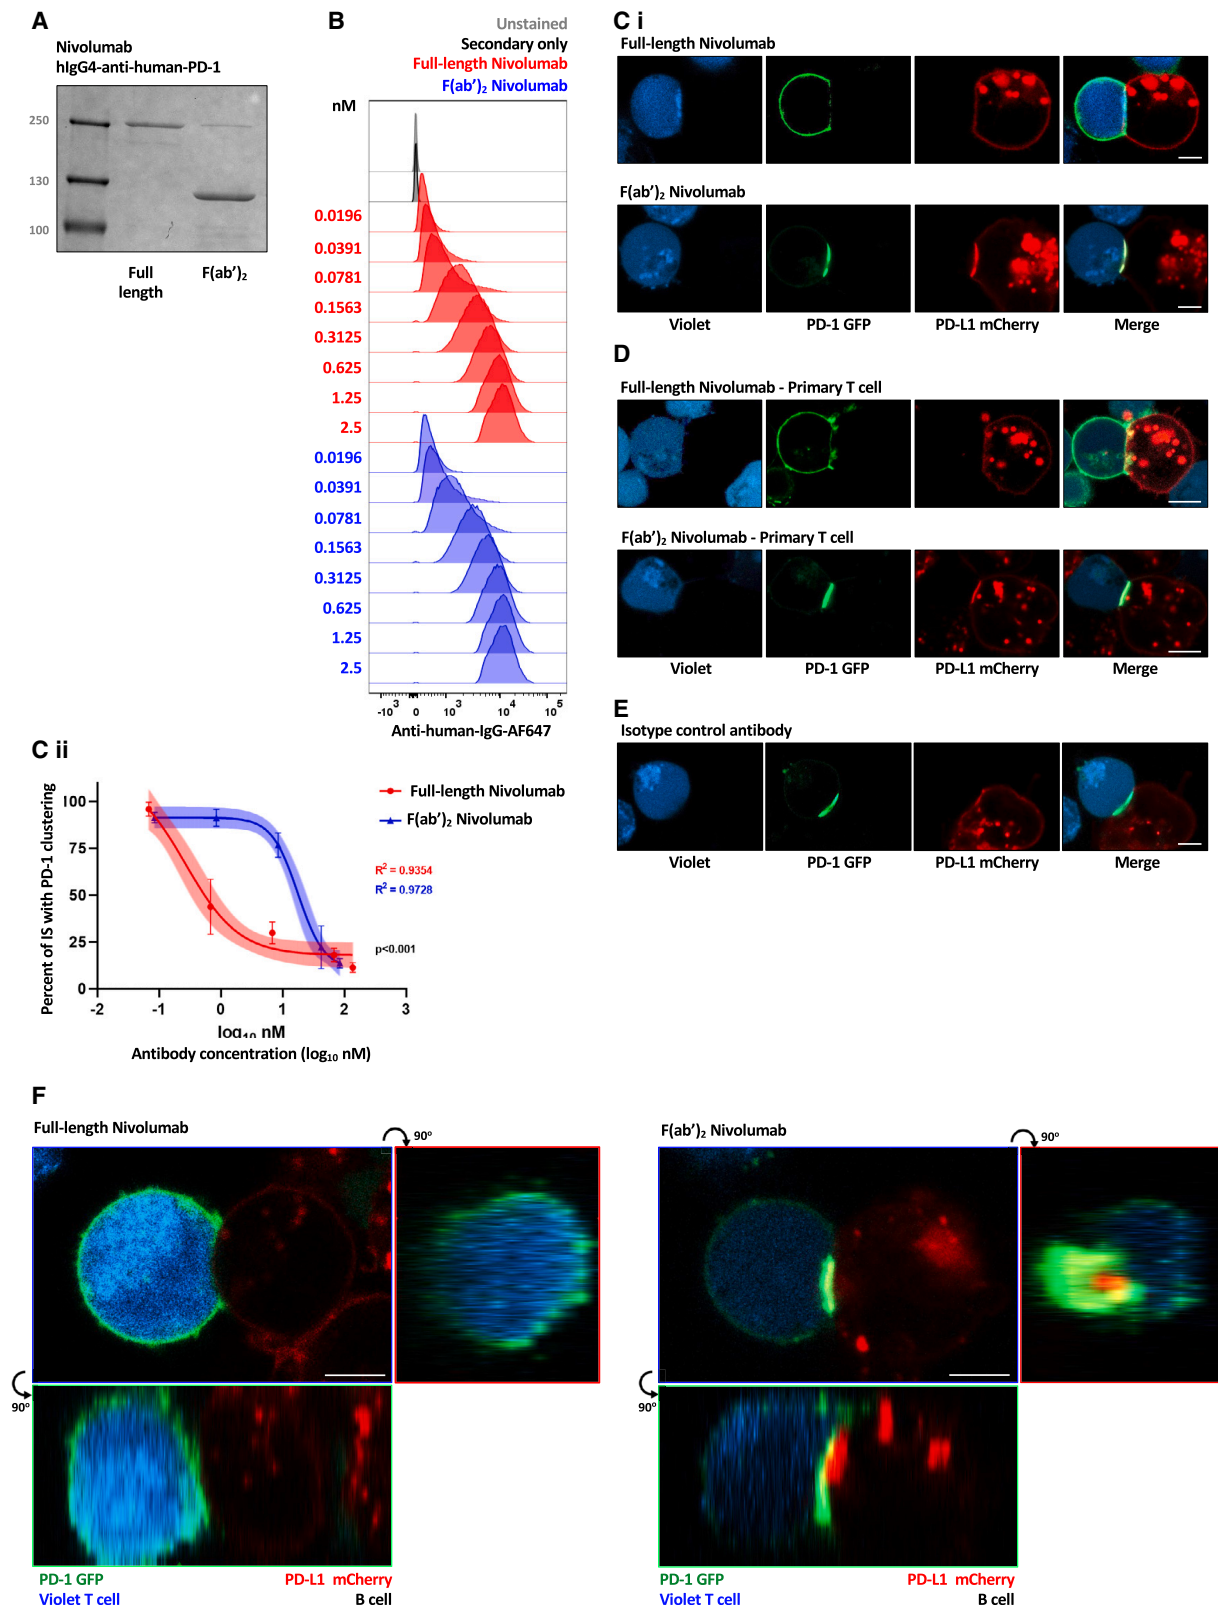 A
Nivolumab
hIgG4-anti-human-PD-1
250
130
100
Full
length
F(ab')₂
B
Unstained
Secondary only
Full-length Nivolumab
F(ab')₂ Nivolumab
nM
0.0196
0.0391
0.0781
0.1563
0.3125
0.625
1.25
2.5
0.0196
0.0391
0.0781
0.1563
0.3125
0.625
1.25
2.5
-10³ 0 10³ 10⁴ 10⁵
Anti-human-IgG-AF647
C i
Full-length Nivolumab
F(ab')₂ Nivolumab
Violet PD-1 GFP PD-L1 mCherry Merge
D
Full-length Nivolumab - Primary T cell
F(ab')₂ Nivolumab - Primary T cell
Violet PD-1 GFP PD-L1 mCherry Merge
E
Isotype control antibody
Violet PD-1 GFP PD-L1 mCherry Merge
C ii
Percent of IS with PD-1 clustering
100
75
50
25
0
-2 -1 0 1 2 3
log₁₀ nM
Antibody concentration (log₁₀ nM)
Full-length Nivolumab
F(ab')₂ Nivolumab
R² = 0.9354
R² = 0.9728
p<0.001
F
Full-length Nivolumab
90º
90º
PD-1 GFP PD-L1 mCherry
Violet T cell B cell
F(ab')₂ Nivolumab
90º
90º
PD-1 GFP PD-L1 mCherry
Violet T cell B cell